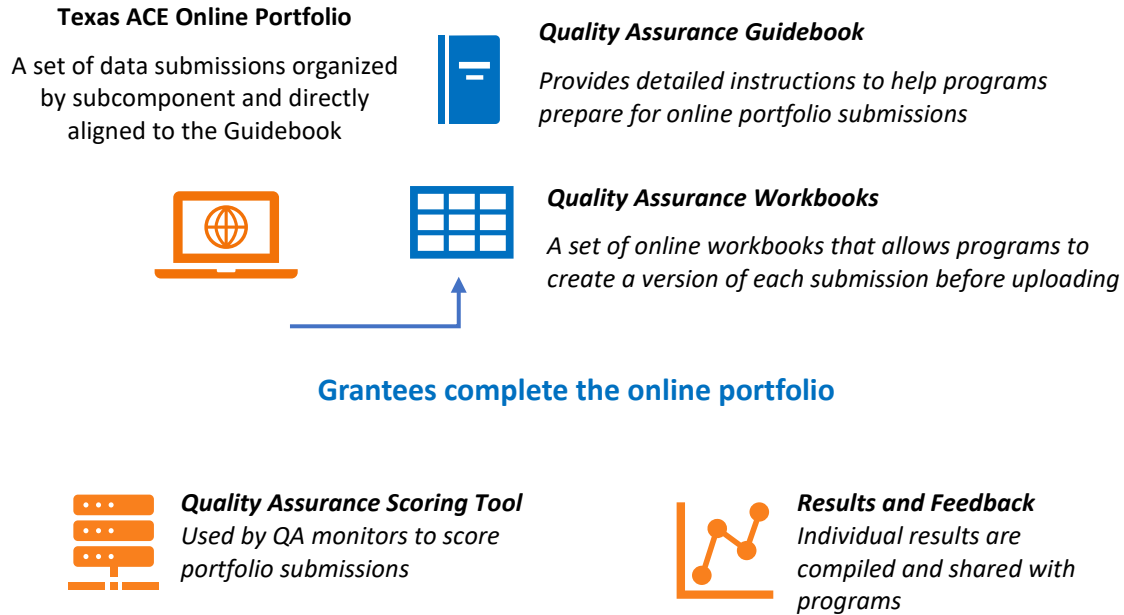 Texas ACE Online Portfolio
A set of data submissions organized
by subcomponent and directly
aligned to the Guidebook
Quality Assurance Guidebook
Provides detailed instructions to help programs
prepare for online portfolio submissions
Quality Assurance Workbooks
A set of online workbooks that allows programs to
create a version of each submission before uploading
Grantees complete the online portfolio
Quality Assurance Scoring Tool
Used by QA monitors to score
portfolio submissions
Results and Feedback
Individual results are
compiled and shared with
programs